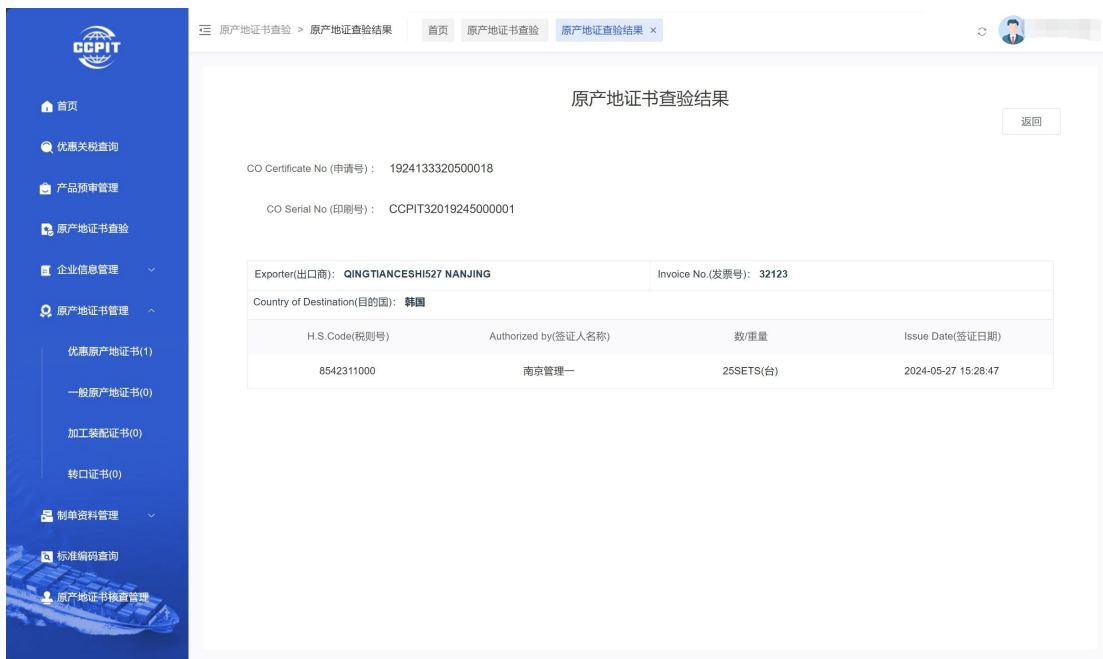 CCPIT
首页
优惠关税查询
产品预审管理
原产地证书查验
企业信息管理
原产地证书管理
优惠原产地证书(1)
一般原产地证书(0)
加工装配证书(0)
转口证书(0)
制单资料管理
标准编码查询
原产地证书核查管理
原产地证书查验 > 原产地证查验结果 首页 原产地证书查验 原产地证查验结果 ×
原产地证书查验结果
返回
CO Certificate No (申请号) : 1924133320500018
CO Serial No (印刷号) : CCPIT32019245000001
Exporter(出口商): QINGTIANCESHI527 NANJING Invoice No.(发票号): 32123
Country of Destination(目的国): 韩国
H.S.Code(税则号) Authorized by(签证人名称) 数/重量 Issue Date(签证日期)
8542311000 南京管理一 25SETS(台) 2024-05-27 15:28:47